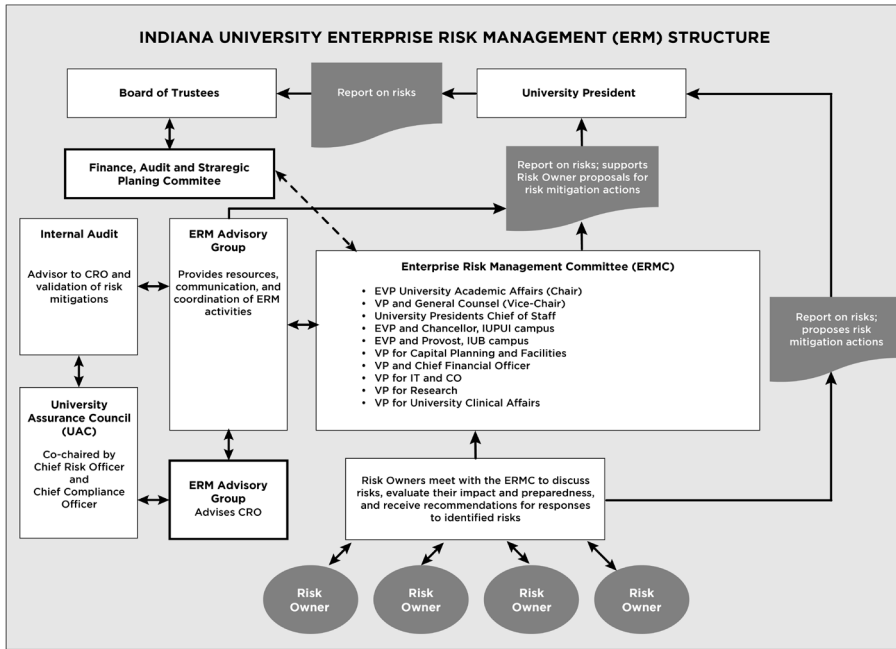 INDIANA UNIVERSITY ENTERPRISE RISK MANAGEMENT (ERM) STRUCTURE
Board of Trustees
Report on risks
University President
Finance, Audit and Straregic
Planing Commitee
Report on risks; supports
Risk Owner proposals for
risk mitigation actions
Internal Audit
Advisor to CRO and
validation of risk
mitigations
ERM Advisory
Group
Provides resources,
communication, and
coordination of ERM
activities
Enterprise Risk Management Committee (ERMC)
• EVP University Academic Affairs (Chair)
• VP and General Counsel (Vice-Chair)
• University Presidents Chief of Staff
• EVP and Chancellor, IUPUI campus
• EVP and Provost, IUB campus
• VP for Capital Planning and Facilities
• VP and Chief Financial Officer
• VP for IT and CO
• VP for Research
• VP for University Clinical Affairs
Report on risks;
proposes risk
mitigation actions
University
Assurance Council
(UAC)
Co-chaired by
Chief Risk Officer
and
Chief Compliance
Officer
ERM Advisory
Group
Advises CRO
Risk Owners meet with the ERMC to discuss
risks, evaluate their impact and preparedness,
and receive recommendations for responses
to identified risks
Risk
Owner
Risk
Owner
Risk
Owner
Risk
Owner